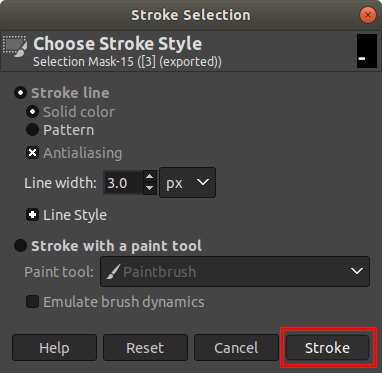 Stroke Selection
Choose Stroke Style
Selection Mask-15 ([3] (exported))
Stroke line
Solid color
Pattern
Antialiasing
Line width: 3.0 px
Line Style
Stroke with a paint tool
Paint tool: Paintbrush
Emulate brush dynamics
Help Reset Cancel Stroke